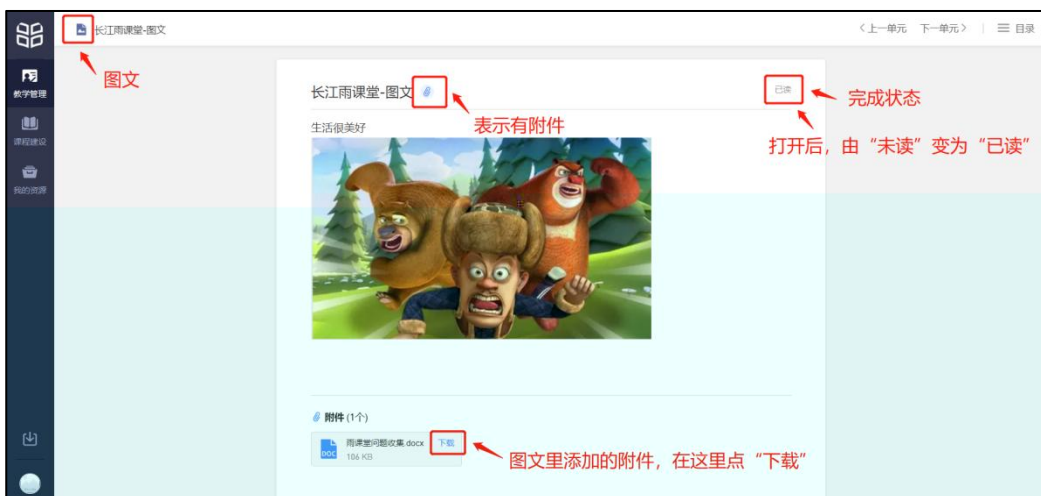 长江雨课堂-图文
〈 上一单元 下一单元 〉 目录
图文
教学管理
课程建设
我的资源
长江雨课堂-图文
已读
完成状态
表示有附件
打开后，由“未读”变为“已读”
生活很美好
附件(1个)
雨课堂问题收集.docx
下载
DOC
186 KB
图文里添加的附件，在这里点“下载”